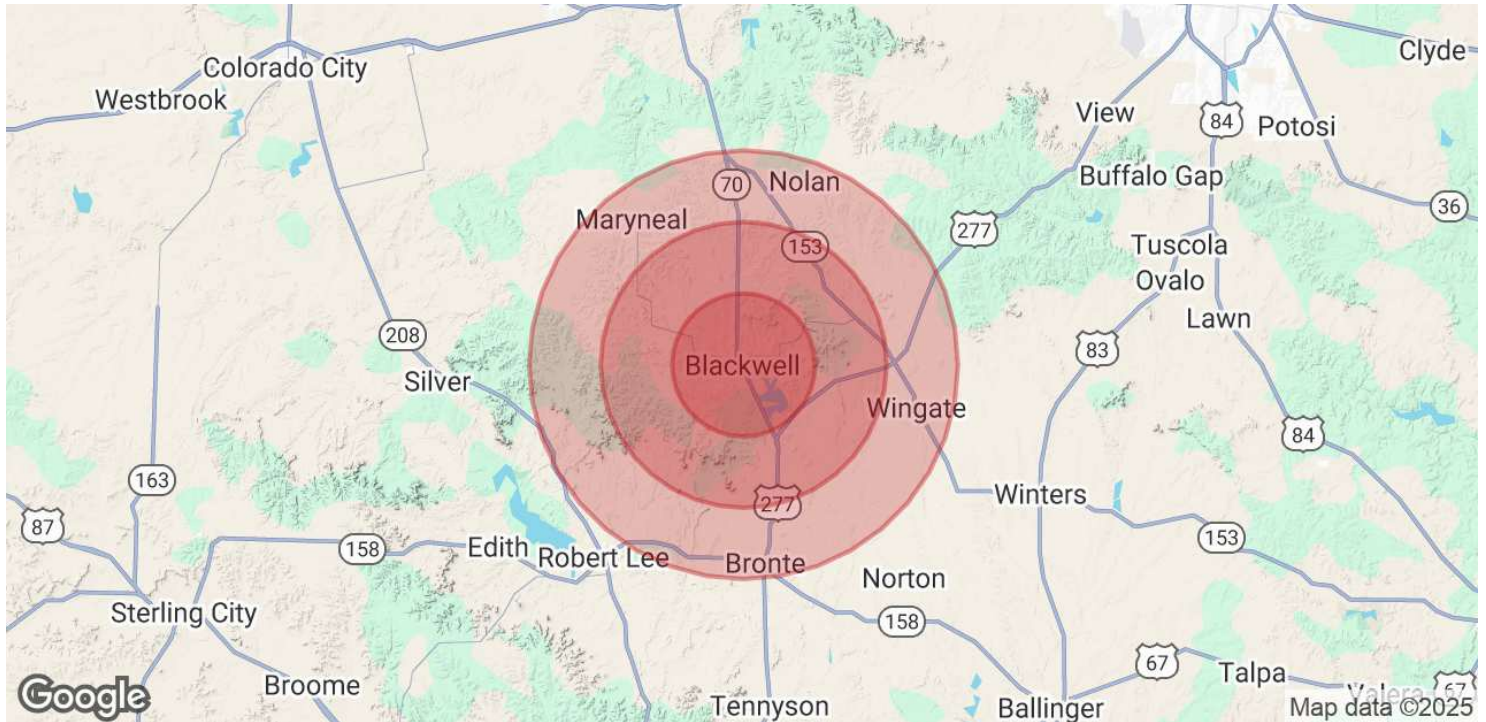 Clyde
Colorado City
Westbrook
View
84
Potosi
Nolan
70
Buffalo Gap
36
Maryneal
277
153
Tuscola
Ovalo
Lawn
208
83
Blackwell
Silver
Wingate
84
163
Winters
277
87
153
158
Edith
Robert Lee
Bronte
Norton
Sterling City
158
67
Talpa
Broome
67
Google
Tennyson
Ballinger
Valera
Map data ©2025